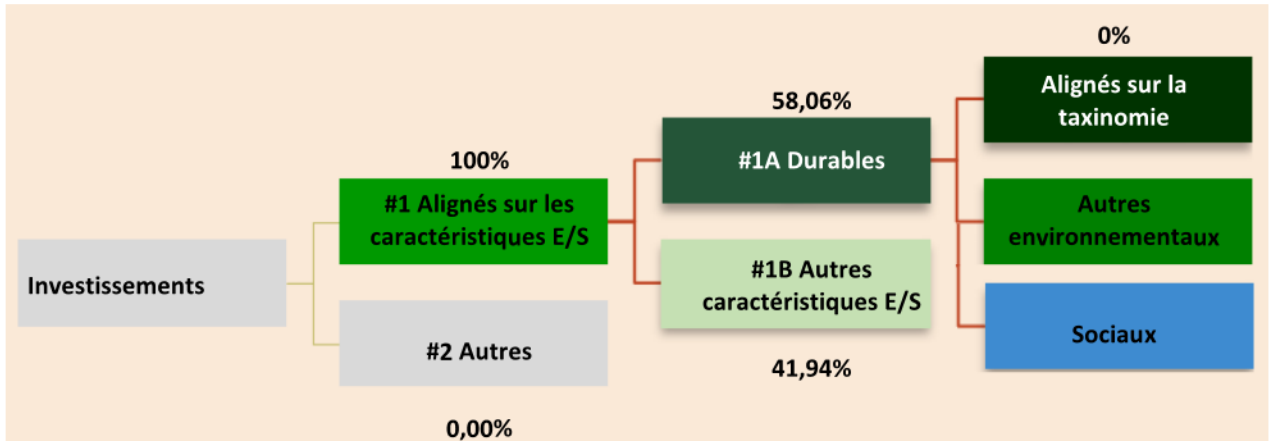 Investissements
100%
#1 Alignés sur les
caractéristiques E/S
#2 Autres
0,00%
58,06%
#1A Durables
#1B Autres
caractéristiques E/S
41,94%
0%
Alignés sur la
taxinomie
Autres
environnementaux
Sociaux